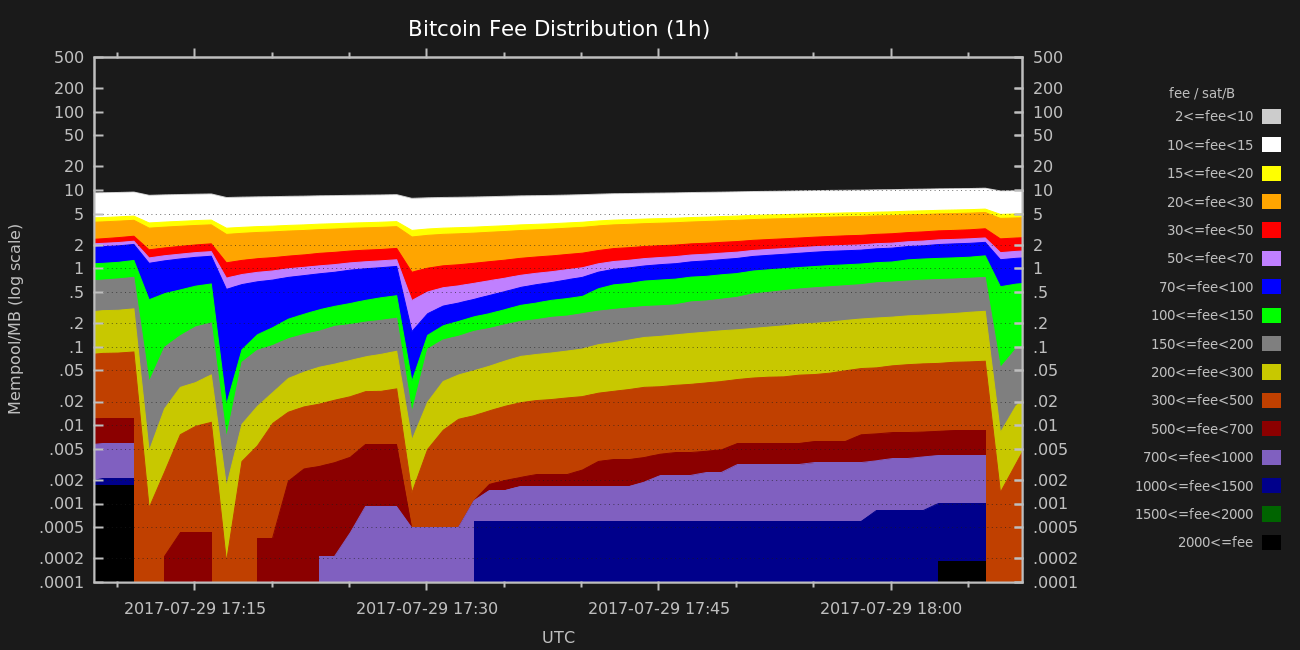 Bitcoin Fee Distribution (1h)
Mempool/MB (log scale)
500
200
100
50
20
10
5
2
1
.5
.2
.1
.05
.02
.01
.005
.002
.001
.0005
.0002
.0001
500
200
100
50
20
10
5
2
1
.5
.2
.1
.05
.02
.01
.005
.002
.001
.0005
.0002
.0001
2017-07-29 17:15
2017-07-29 17:30
2017-07-29 17:45
2017-07-29 18:00
UTC
fee / sat/B
2<=fee<10
10<=fee<15
15<=fee<20
20<=fee<30
30<=fee<50
50<=fee<70
70<=fee<100
100<=fee<150
150<=fee<200
200<=fee<300
300<=fee<500
500<=fee<700
700<=fee<1000
1000<=fee<1500
1500<=fee<2000
2000<=fee